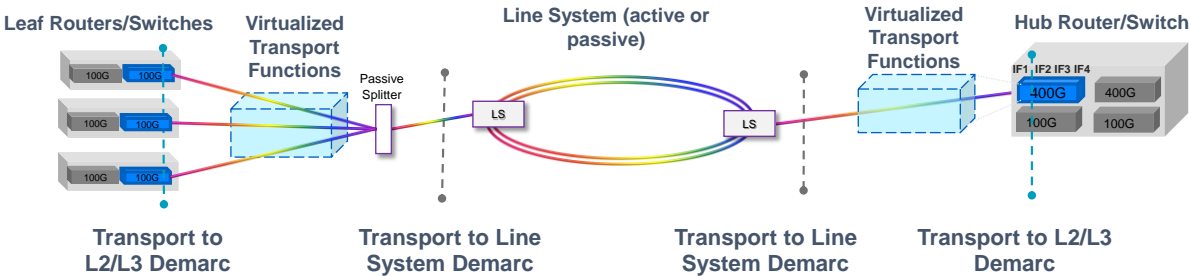 Leaf Routers/Switches
Virtualized
Transport
Functions
Line System (active or
passive)
Virtualized
Transport
Functions
Hub Router/Switch
Passive
Splitter
IF1 IF2 IF3 IF4
100G 100G
400G 400G
LS
100G 100G
LS
100G 100G
100G 100G
Transport to
L2/L3 Demarc
Transport to Line
System Demarc
Transport to Line
System Demarc
Transport to L2/L3
Demarc